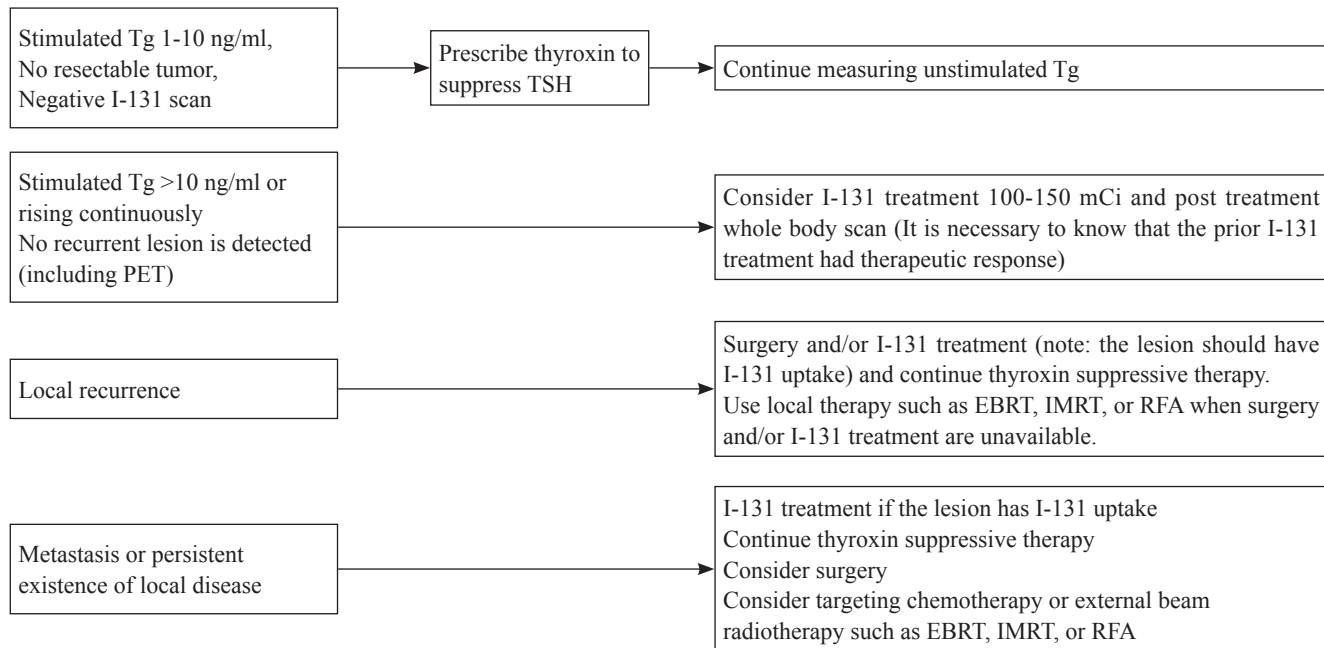 Stimulated Tg 1-10 ng/ml,
No resectable tumor,
Negative I-131 scan
Prescribe thyroxin to
suppress TSH
Continue measuring unstimulated Tg
Stimulated Tg >10 ng/ml or
rising continuously
No recurrent lesion is detected
(including PET)
Consider I-131 treatment 100-150 mCi and post treatment
whole body scan (It is necessary to know that the prior I-131
treatment had therapeutic response)
Local recurrence
Surgery and/or I-131 treatment (note: the lesion should have
I-131 uptake) and continue thyroxin suppressive therapy.
Use local therapy such as EBRT, IMRT, or RFA when surgery
and/or I-131 treatment are unavailable.
Metastasis or persistent
existence of local disease
I-131 treatment if the lesion has I-131 uptake
Continue thyroxin suppressive therapy
Consider surgery
Consider targeting chemotherapy or external beam
radiotherapy such as EBRT, IMRT, or RFA